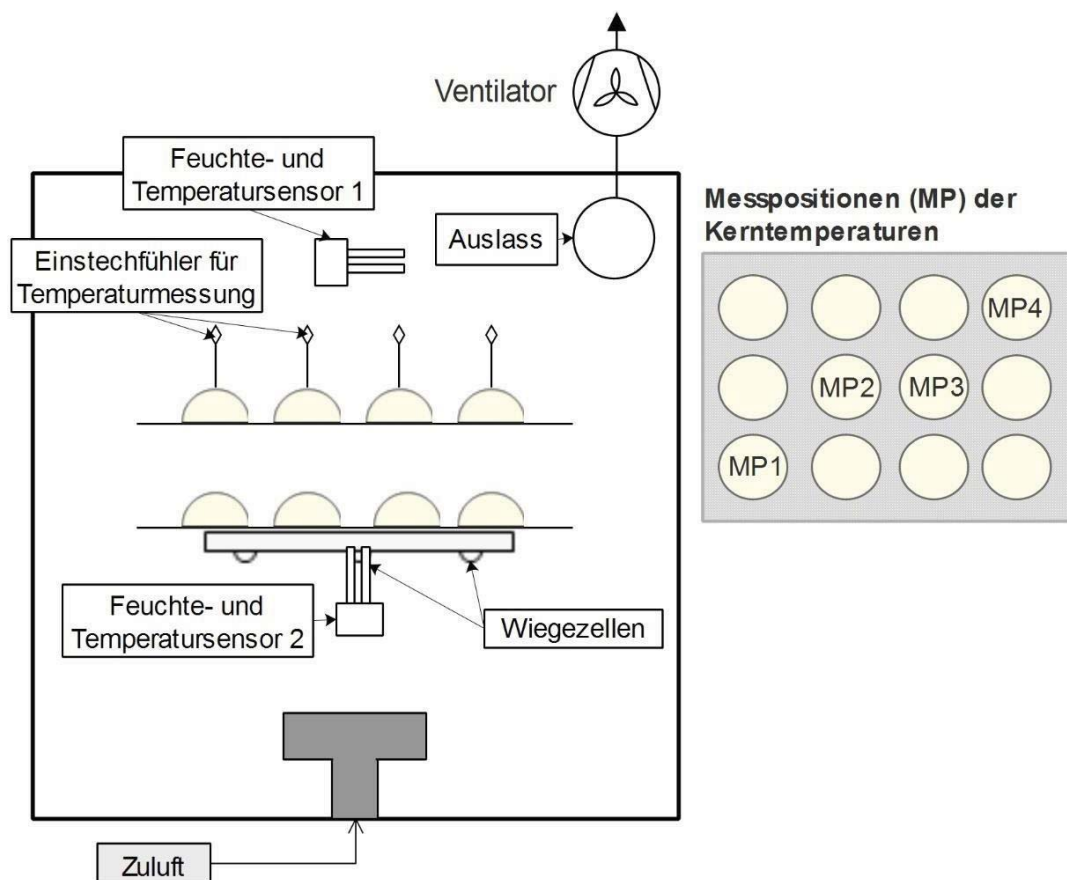 Ventilator
Feuchte- und
Temperatursensor 1
Auslass
Einstechfühler für
Temperaturmessung
Messpositionen (MP) der
Kerntemperaturen
MP4
MP2
MP3
MP1
Feuchte- und
Temperatursensor 2
Wiegezellen
Zuluft